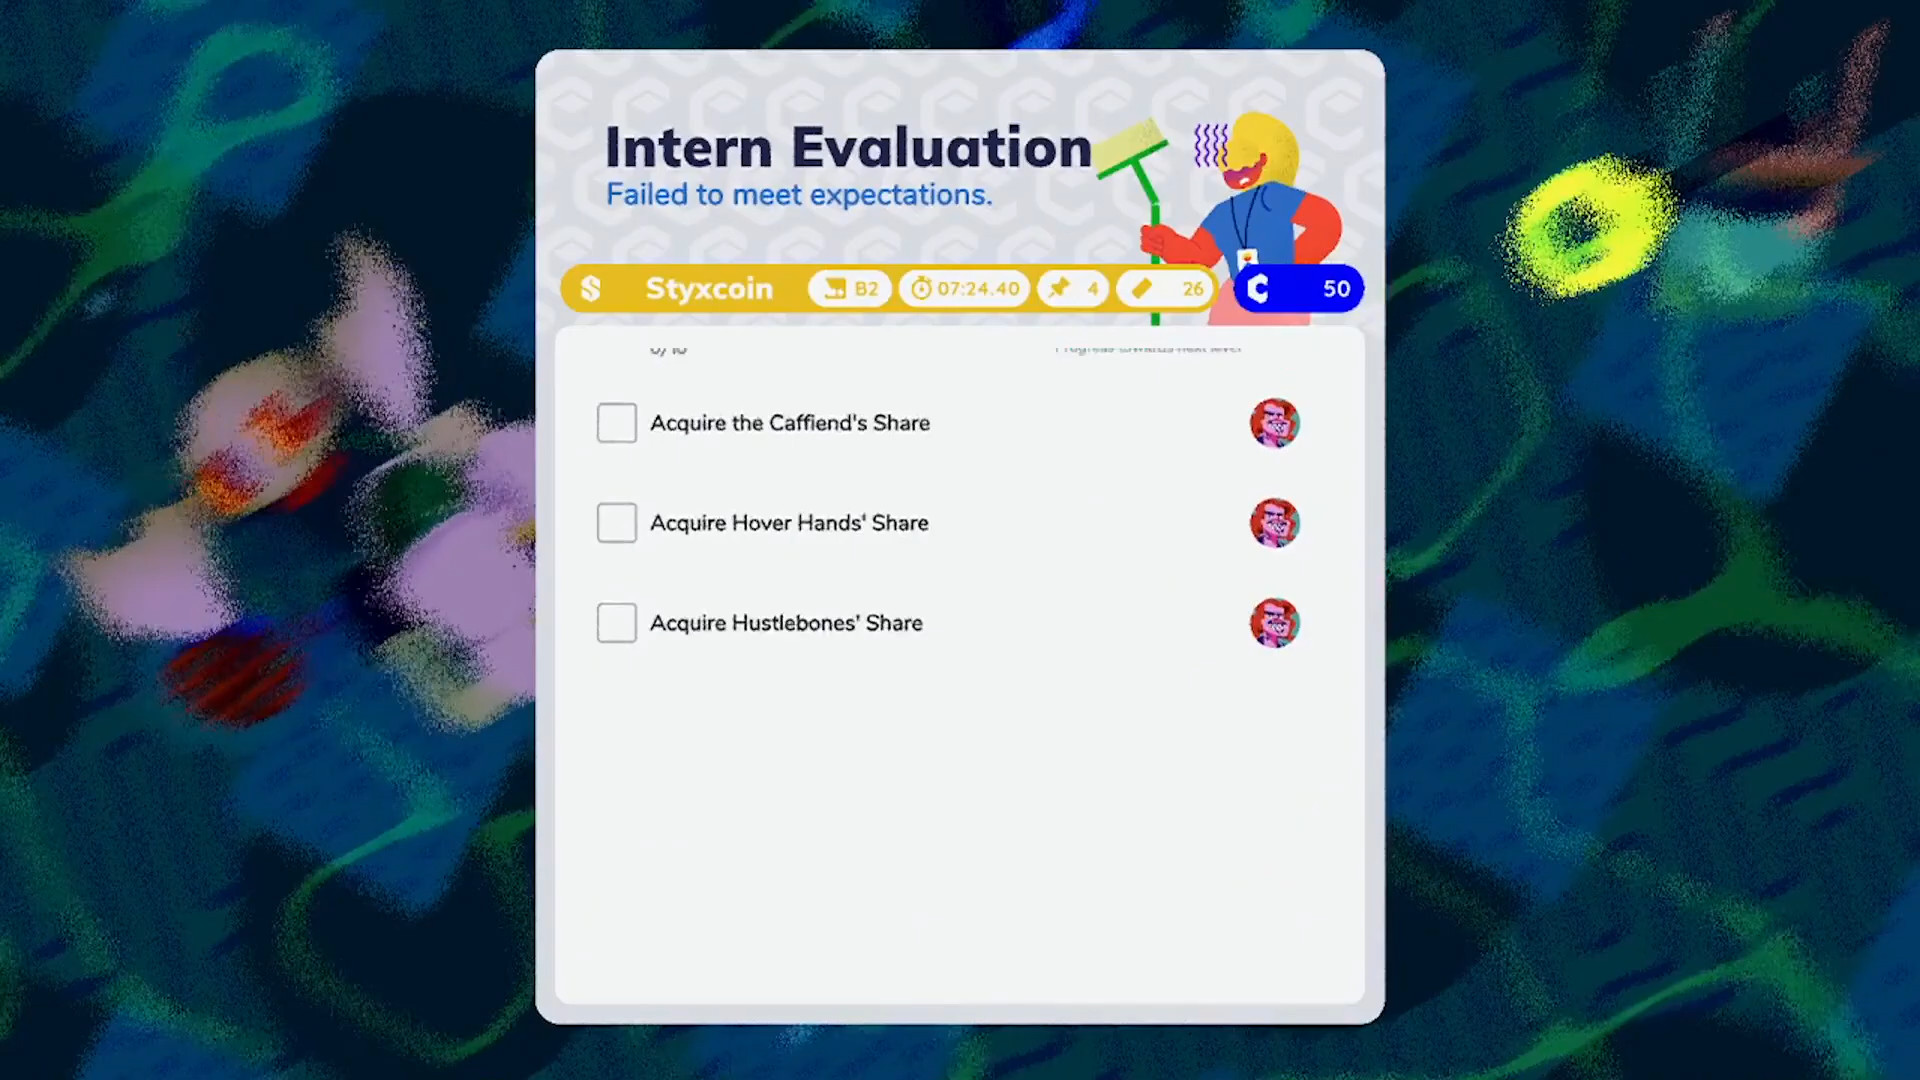 Intern Evaluation
Failed to meet expectations.
Styxcoin B2 07:24.40 4 26 50
Acquire the Caffiend's Share
Acquire Hover Hands' Share
Acquire Hustlebones' Share